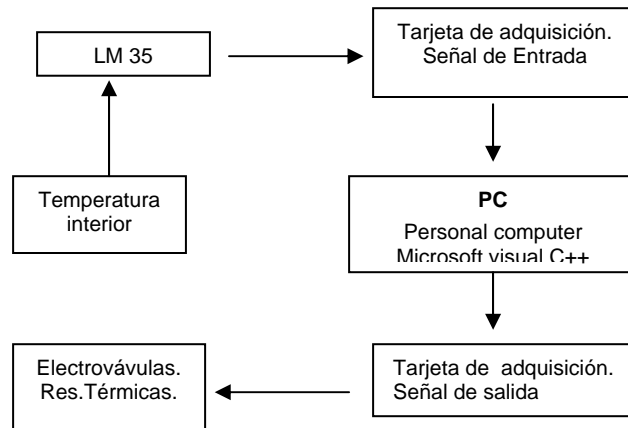 LM 35
Tarjeta de adquisición.
Señal de Entrada
Temperatura
interior
PC
Personal computer
Microsoft visual C++
Electrovávulas.
Res.Térmicas.
Tarjeta de adquisición.
Señal de salida